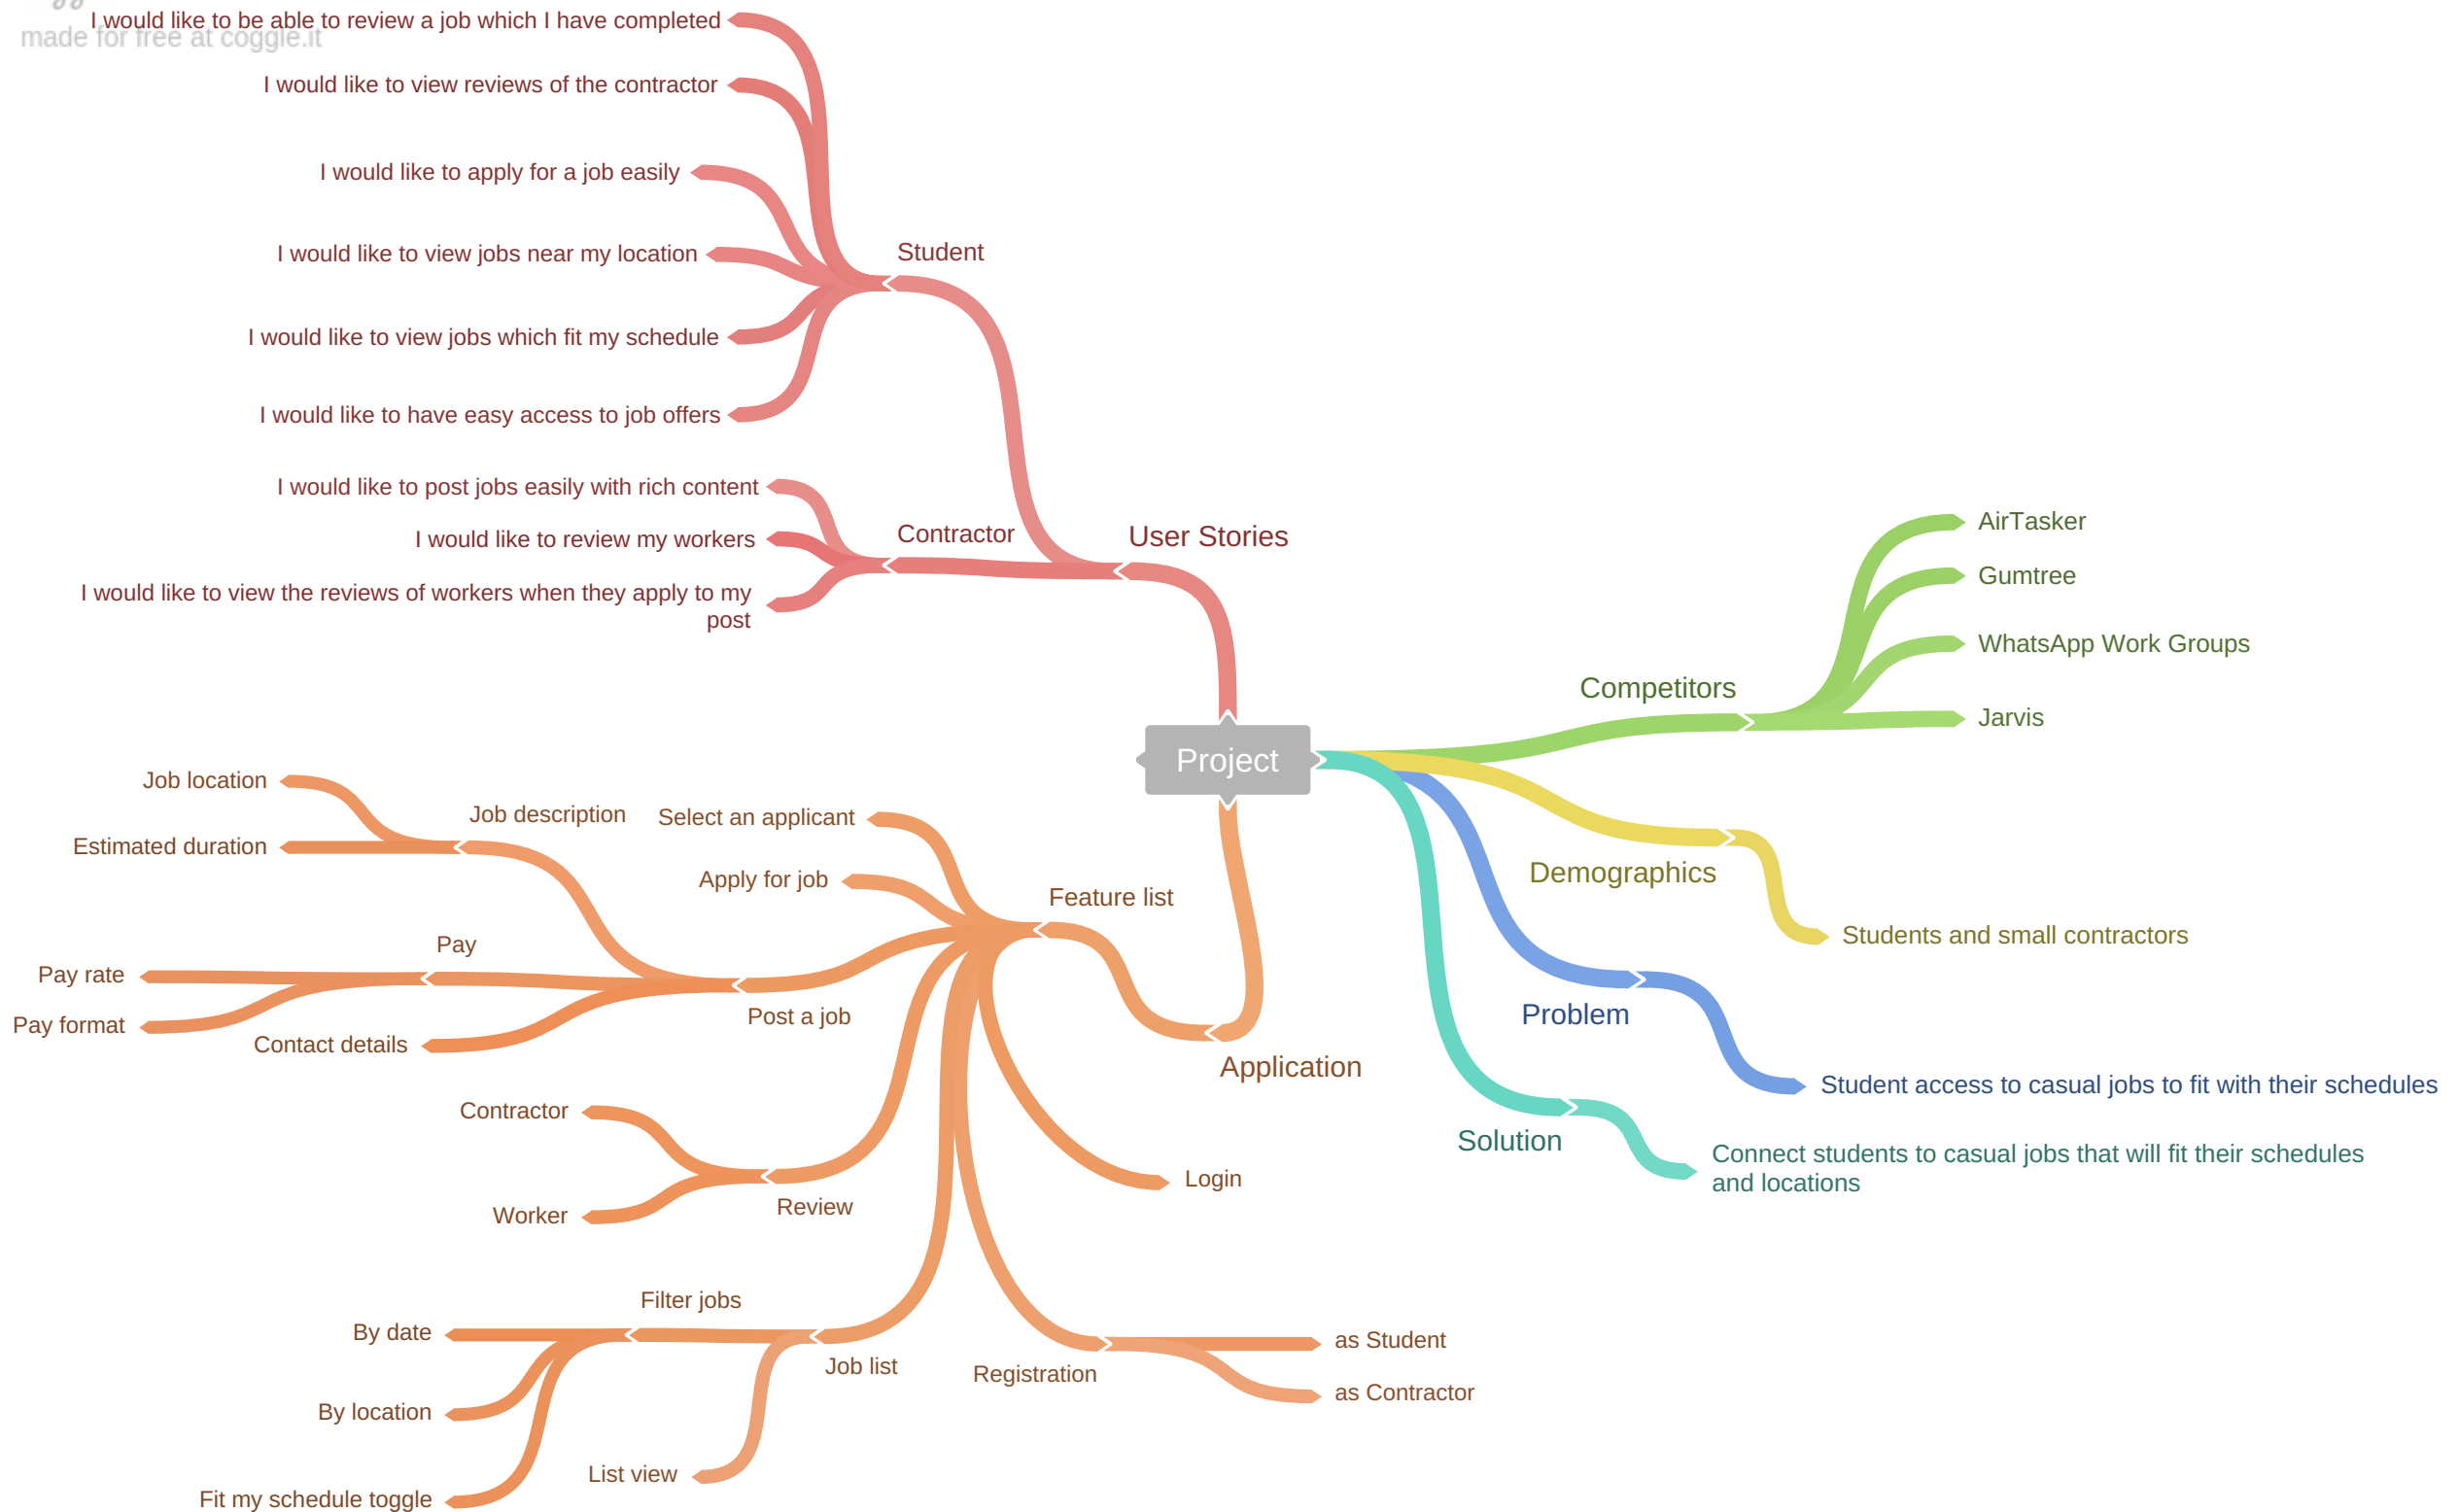 I would like to be able to review a job which I have completed
made for free at coggle.it
I would like to view reviews of the contractor
I would like to apply for a job easily
I would like to view jobs near my location
I would like to view jobs which fit my schedule
I would like to have easy access to job offers
Student
I would like to post jobs easily with rich content
I would like to review my workers
I would like to view the reviews of workers when they apply to my
post
Contractor
User Stories
Project
Competitors
AirTasker
Gumtree
WhatsApp Work Groups
Jarvis
Demographics
Students and small contractors
Problem
Student access to casual jobs to fit with their schedules
Solution
Connect students to casual jobs that will fit their schedules
and locations
Application
Feature list
Select an applicant
Apply for job
Post a job
Job description
Job location
Estimated duration
Pay
Pay rate
Pay format
Contact details
Review
Contractor
Worker
Job list
Filter jobs
By date
By location
Fit my schedule toggle
List view
Registration
as Student
as Contractor
Login